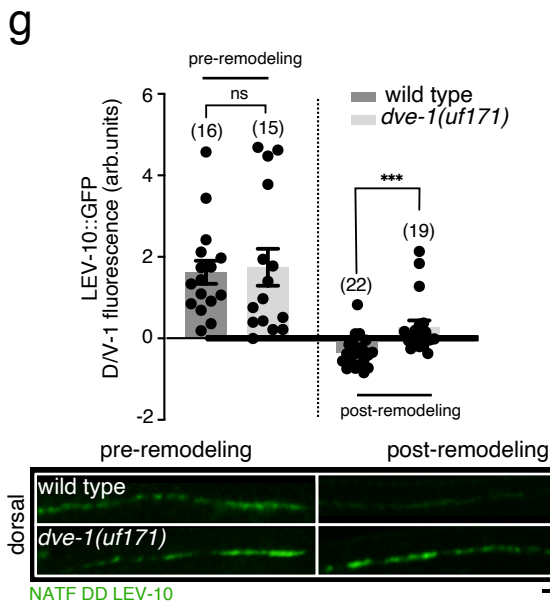 g
pre-remodeling
ns
(16)
(15)
wild type
dve-1(uf171)
***
(19)
(22)
LEV-10::GFP
D/V-1 fluorescence (arb.units)
6
4
2
0
-2
post-remodeling
pre-remodeling
post-remodeling
dorsal
wild type
dve-1(uf171)
NATF DD LEV-10